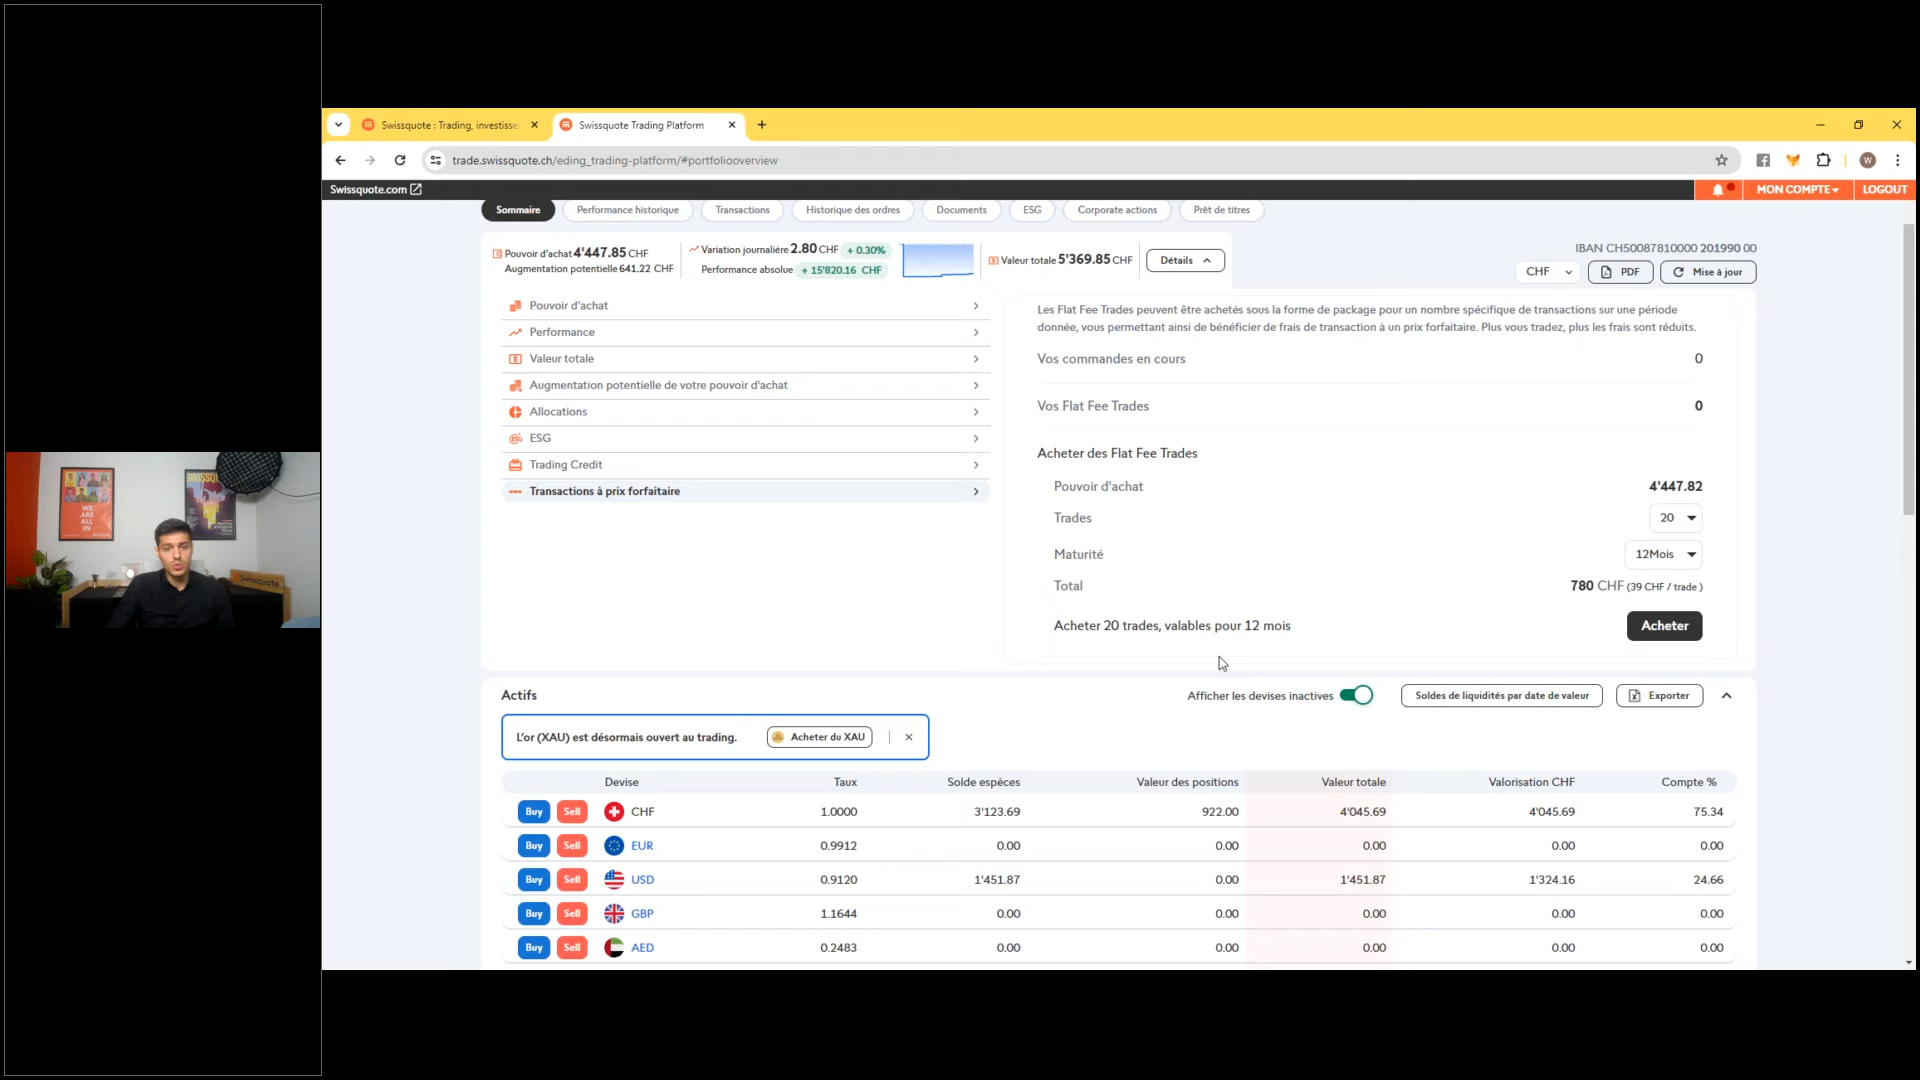 WE
ARE
ALL
IN
SWISSQU
Swissquote
Swissquote : Trading, investisse
Swissquote Trading Platform
trade.swissquote.ch/eding_trading-platform/#portfoliooverview
W
Swissquote.com
MON COMPTE
LOGOUT
Sommaire
Performance historique
Transactions
Historique des ordres
Documents
ESG
Corporate actions
Prêt de titres
Pouvoir d'achat 4'447.85 CHF
Augmentation potentielle 641.22 CHF
Variation journalière 2.80 CHF + 0.30%
Performance absolue + 15'820.16 CHF
Valeur totale 5'369.85 CHF
Détails
IBAN CH50087810000 201990 00
CHF
PDF
Mise à jour
Pouvoir d'achat
Performance
Valeur totale
Augmentation potentielle de votre pouvoir d'achat
Allocations
ESG
Trading Credit
Transactions à prix forfaitaire
Les Flat Fee Trades peuvent être achetés sous la forme de package pour un nombre spécifique de transactions sur une période
donnée, vous permettant ainsi de bénéficier de frais de transaction à un prix forfaitaire. Plus vous tradez, plus les frais sont réduits.
Vos commandes en cours 0
Vos Flat Fee Trades 0
Acheter des Flat Fee Trades
Pouvoir d'achat 4'447.82
Trades 20
Maturité 12Mois
Total 780 CHF (39 CHF / trade )
Acheter 20 trades, valables pour 12 mois Acheter
Actifs
Afficher les devises inactives
Soldes de liquidités par date de valeur
Exporter
L'or (XAU) est désormais ouvert au trading.
Acheter du XAU
Devise Taux Solde espèces Valeur des positions Valeur totale Valorisation CHF Compte %
Buy Sell CHF 1.0000 3'123.69 922.00 4'045.69 4'045.69 75.34
Buy Sell EUR 0.9912 0.00 0.00 0.00 0.00 0.00
Buy Sell USD 0.9120 1'451.87 0.00 1'451.87 1'324.16 24.66
Buy Sell GBP 1.1644 0.00 0.00 0.00 0.00 0.00
Buy Sell AED 0.2483 0.00 0.00 0.00 0.00 0.00